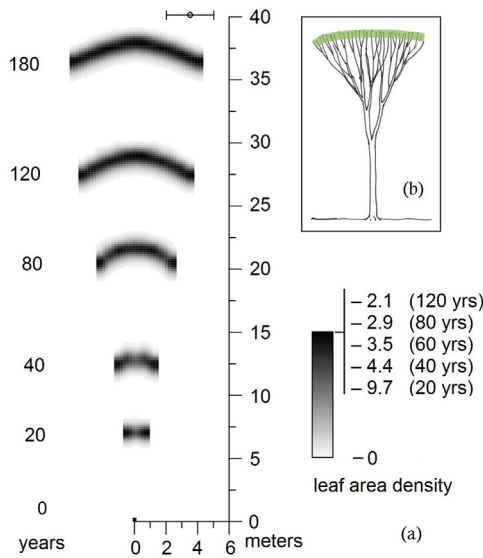 40
35
30
25
20
15
10
5
0
180
120
80
40
20
0
years
0 2 4 6
meters
(b)
– 2.1 (120 yrs)
– 2.9 (80 yrs)
– 3.5 (60 yrs)
– 4.4 (40 yrs)
– 9.7 (20 yrs)
– 0
leaf area density
(a)